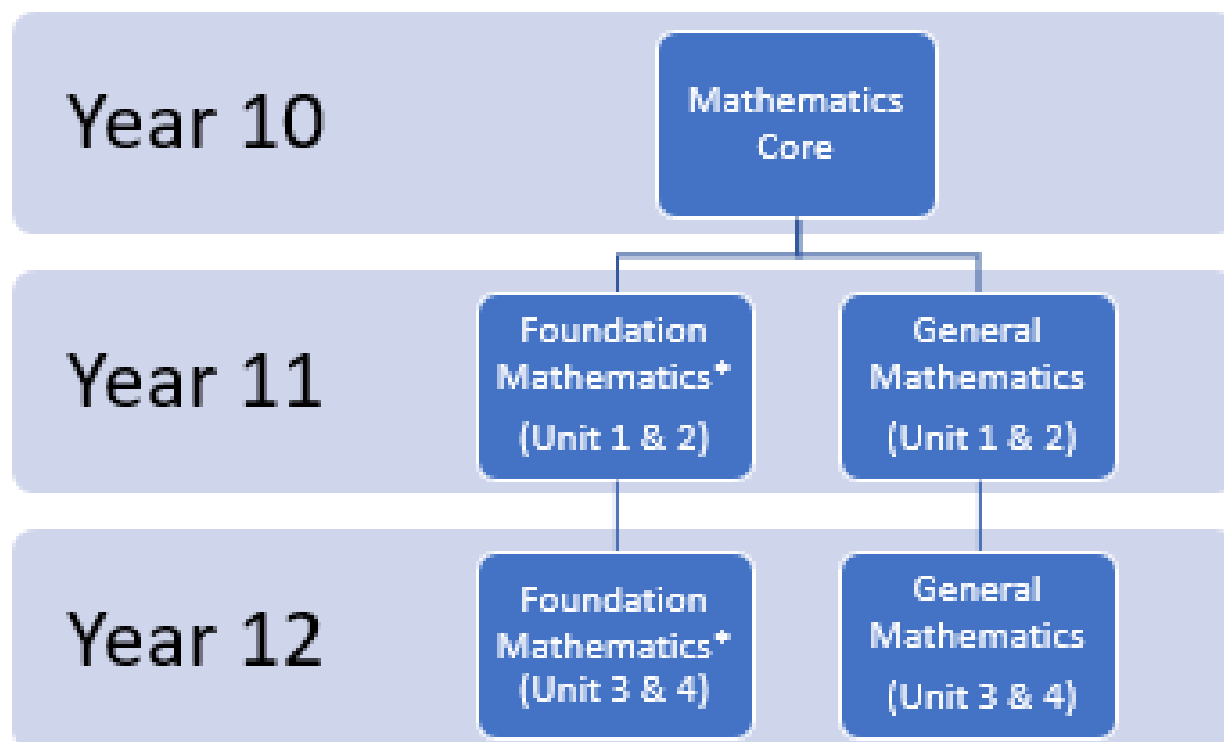 Year 10
Mathematics
Core
Year 11
Foundation
Mathematics*
(Unit 1 & 2)
General
Mathematics
(Unit 1 & 2)
Year 12
Foundation
Mathematics*
(Unit 3 & 4)
General
Mathematics
(Unit 3 & 4)